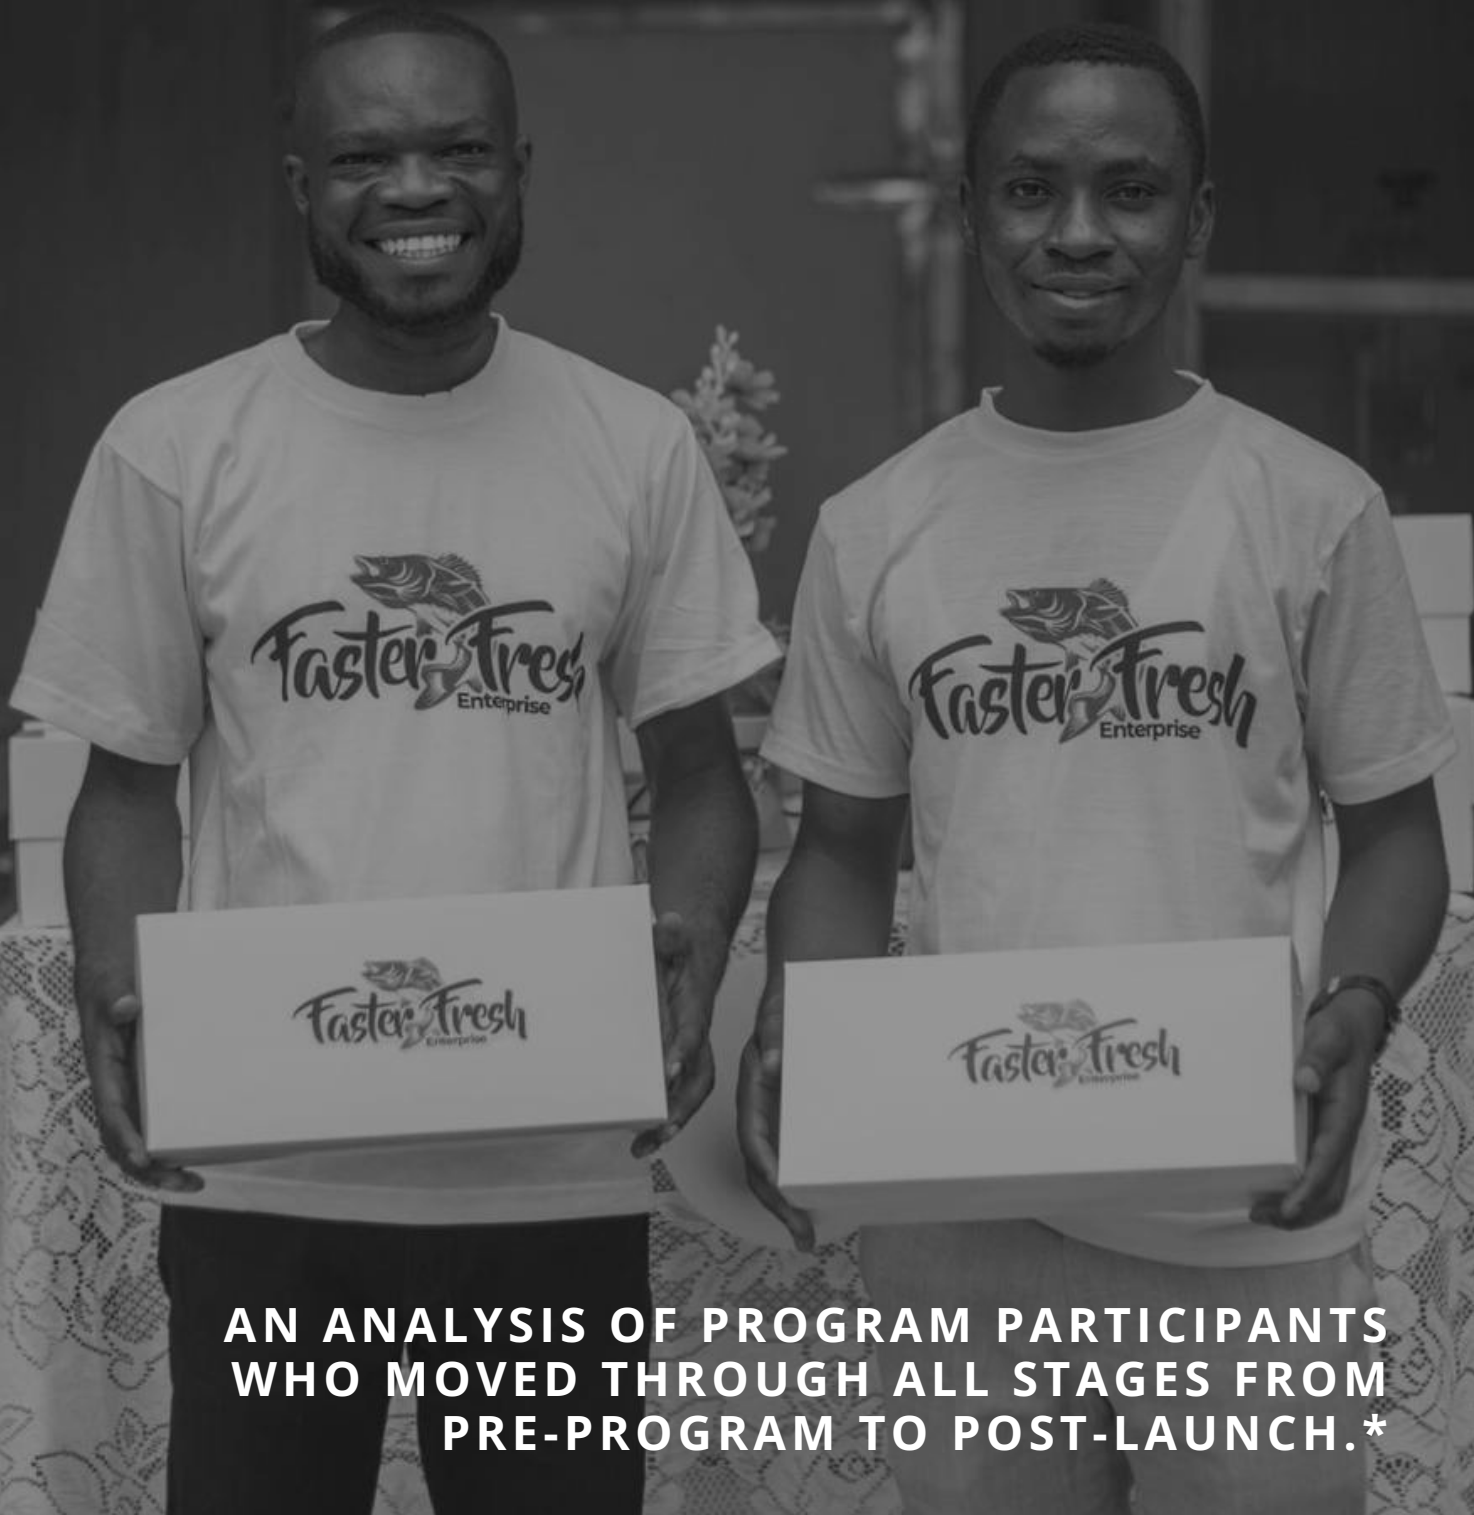 Faster Fresh
Enterprise
Faster Fresh
Enterprise
Faster Fresh
Enterprise
Faster Fresh
Enterprise
AN ANALYSIS OF PROGRAM PARTICIPANTS
WHO MOVED THROUGH ALL STAGES FROM
PRE-PROGRAM TO POST-LAUNCH.*